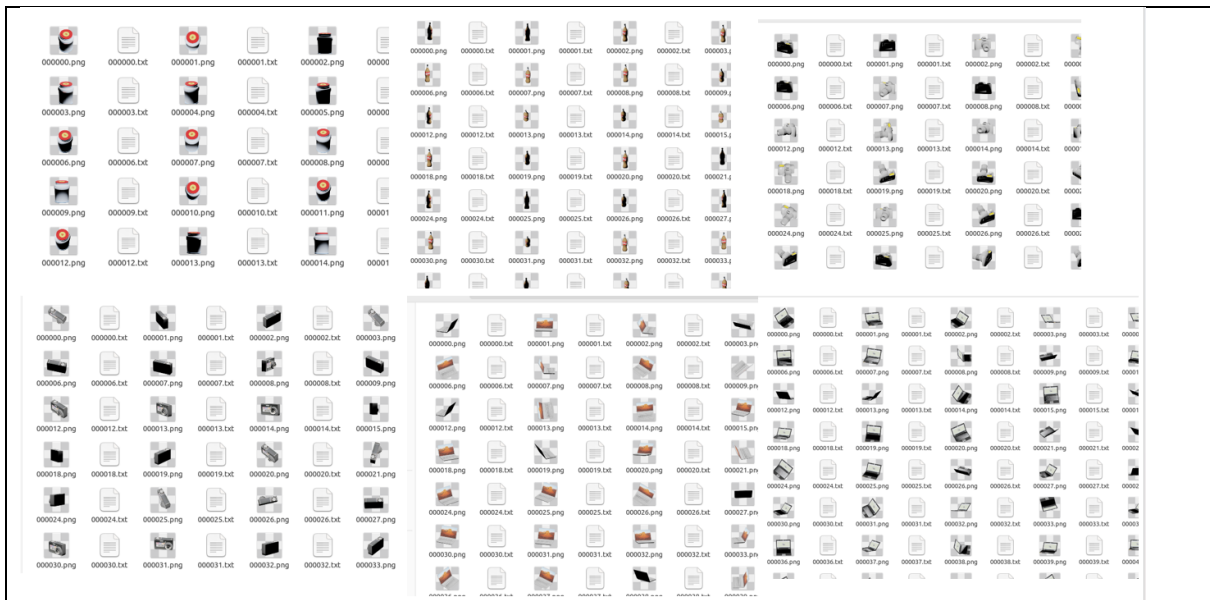 000000.png 000000.txt 000001.png 000001.txt 000002.png
000003.png 000003.txt 000004.png 000004.txt 000005.png
000006.png 000006.txt 000007.png 000007.txt 000008.png
000009.png 000009.txt 000010.png 000010.txt 000011.png
000012.png 000012.txt 000013.png 000013.txt 000014.png
000000.png 000000.txt 000001.png 000001.txt 000002.png 000002.txt
000006.png 000006.txt 000007.png 000007.txt 000008.png 000008.txt
000012.png 000012.txt 000013.png 000013.txt 000014.png 000014.txt
000018.png 000018.txt 000019.png 000019.txt 000020.png 000020.txt
000024.png 000024.txt 000025.png 000025.txt 000026.png 000026.txt
000030.png 000030.txt 000031.png 000031.txt 000032.png 000032.txt
000000.png 000000.txt 000001.png 000001.txt 000002.png 000002.txt
000006.png 000006.txt 000007.png 000007.txt 000008.png 000008.txt
000012.png 000012.txt 000013.png 000013.txt 000014.png 000014.txt
000018.png 000018.txt 000019.png 000019.txt 000020.png 000020.txt
000024.png 000024.txt 000025.png 000025.txt 000026.png 000026.txt
000000.png 000000.txt 000001.png 000001.txt 000002.png 000002.txt 000003.png
000006.png 000006.txt 000007.png 000007.txt 000008.png 000008.txt 000009.png
000012.png 000012.txt 000013.png 000013.txt 000014.png 000014.txt 000015.png
000018.png 000018.txt 000019.png 000019.txt 000020.png 000020.txt 000021.png
000024.png 000024.txt 000025.png 000025.txt 000026.png 000026.txt 000027.png
000030.png 000030.txt 000031.png 000031.txt 000032.png 000032.txt 000033.png
000000.png 000000.txt 000001.png 000001.txt 000002.png 000002.txt 000003.pn
000006.png 000006.txt 000007.png 000007.txt 000008.png 000008.txt 000009.pn
000012.png 000012.txt 000013.png 000013.txt 000014.png 000014.txt 000015.pn
000018.png 000018.txt 000019.png 000019.txt 000020.png 000020.txt 000021.pn
000024.png 000024.txt 000025.png 000025.txt 000026.png 000026.txt 000027.pn
000030.png 000030.txt 000031.png 000031.txt 000032.png 000032.txt 000033.pn
000000.png 000000.txt 000001.png 000001.txt 000002.png 000002.txt 000003.png 000003.txt
000006.png 000006.txt 000007.png 000007.txt 000008.png 000008.txt 000009.png 000009.txt
000012.png 000012.txt 000013.png 000013.txt 000014.png 000014.txt 000015.png 000015.txt
000018.png 000018.txt 000019.png 000019.txt 000020.png 000020.txt 000021.png 000021.txt
000024.png 000024.txt 000025.png 000025.txt 000026.png 000026.txt 000027.png 000027.txt
000030.png 000030.txt 000031.png 000031.txt 000032.png 000032.txt 000033.png 000033.txt
000036.png 000036.txt 000037.png 000037.txt 000038.png 000038.txt 000039.png 000039.txt